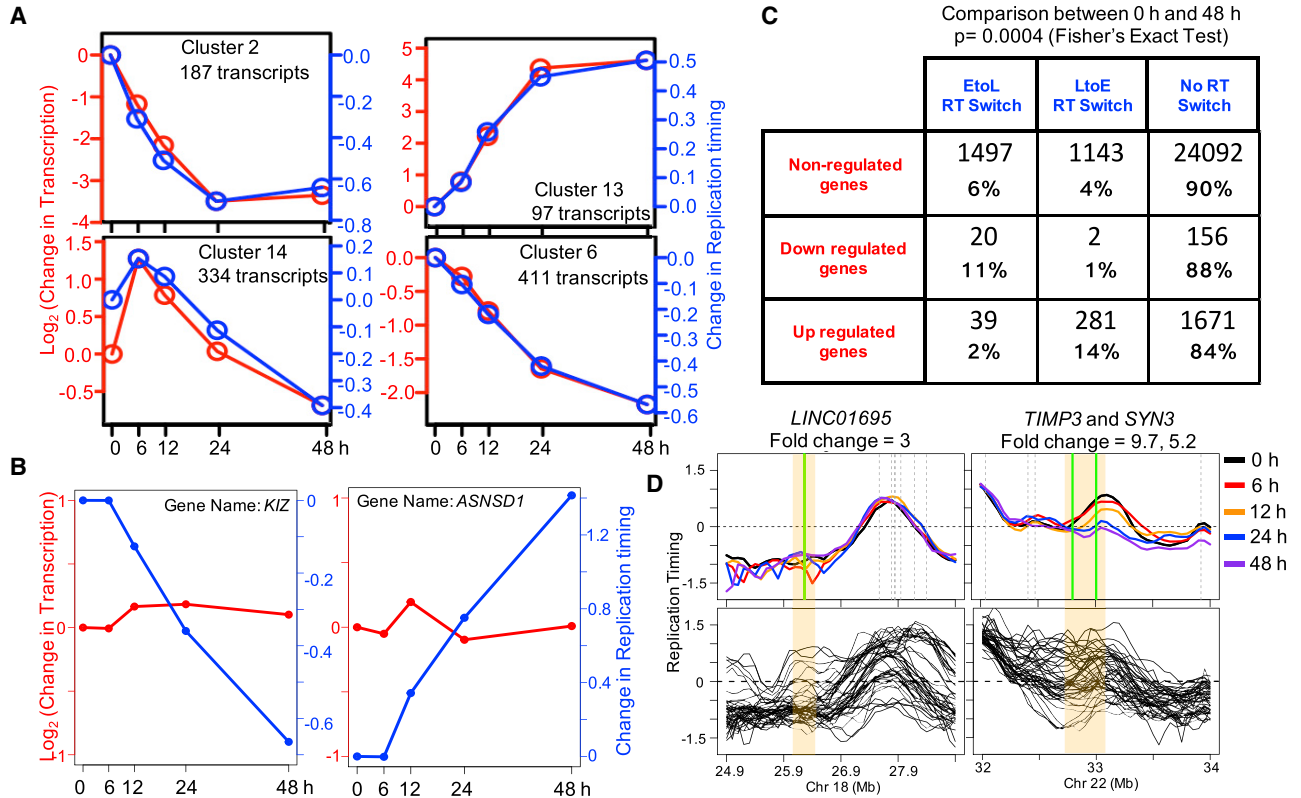 A
Log2 (Change in Transcription)
Cluster 2
187 transcripts
0
-1
-2
-3
-4
0.0
-0.2
-0.4
-0.6
-0.8
Cluster 13
97 transcripts
5
4
3
2
1
0
0.5
0.4
0.3
0.2
0.1
0.0
Change in Replication timing
Cluster 14
334 transcripts
1.5
1.0
0.5
0.0
-0.5
0.2
0.1
0.0
-0.1
-0.2
-0.3
-0.4
0 6 12 24 48 h
Cluster 6
411 transcripts
0.0
-0.5
-1.0
-1.5
-2.0
0.0
-0.1
-0.2
-0.3
-0.4
-0.5
-0.6
0 6 12 24 48 h
B
Log2 (Change in Transcription)
Gene Name: KIZ
1
0
-1
0
-0.2
-0.4
-0.6
0 6 12 24 48 h
Gene Name: ASNSD1
1
0
-1
1.2
0.8
0.4
0
0 6 12 24 48 h
Change in Replication timing
C
Comparison between 0 h and 48 h
p= 0.0004 (Fisher's Exact Test)
EtoL LtoE No RT
RT Switch RT Switch Switch
Non-regulated genes
1497 1143 24092
6% 4% 90%
Down regulated genes
20 2 156
11% 1% 88%
Up regulated genes
39 281 1671
2% 14% 84%
D
LINC01695
Fold change = 3
TIMP3 and SYN3
Fold change = 9.7, 5.2
Replication Timing
1.5
0
-1.5
1.5
0
-1.5
24.9 25.9 26.9 27.9
Chr 18 (Mb)
32 33 34
Chr 22 (Mb)
0 h
6 h
12 h
24 h
48 h